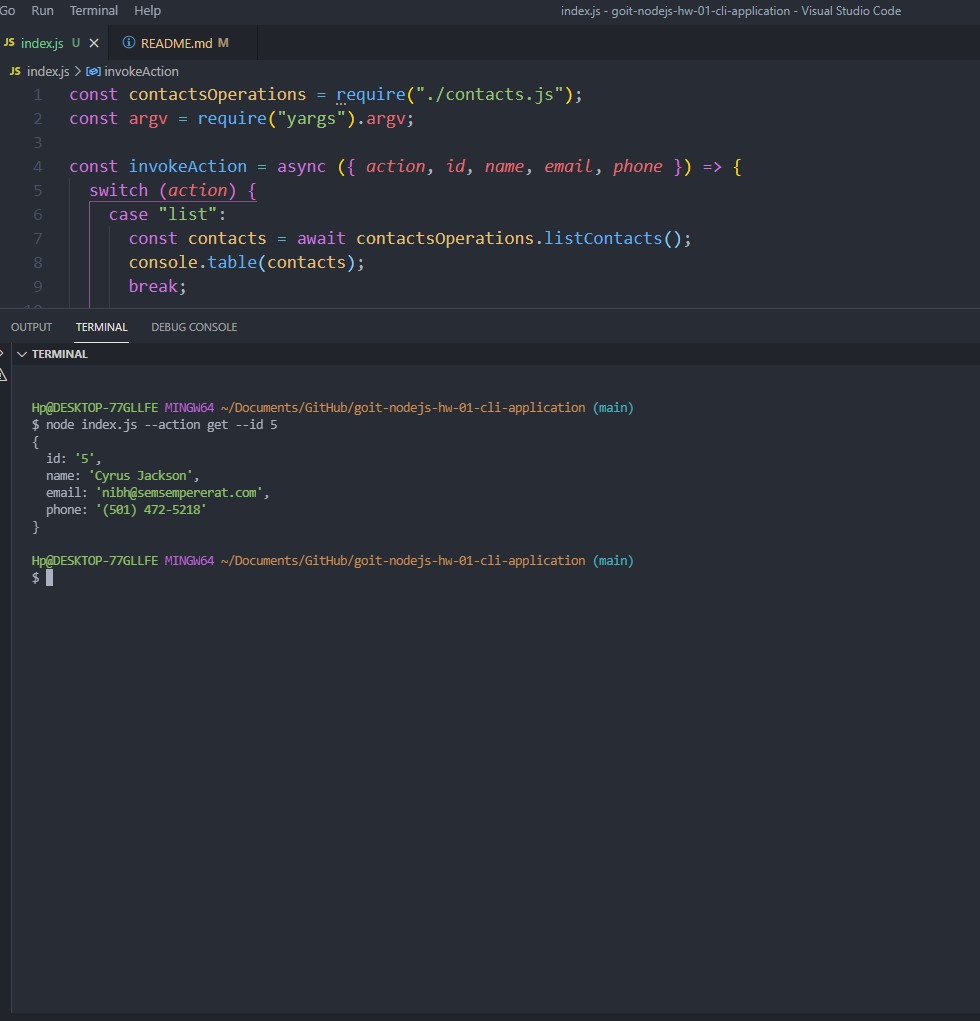 Go Run Terminal Help index.js - goit-nodejs-hw-01-cli-application - Visual Studio Code
JS index.js U README.md M
JS index.js > invokeAction
1 const contactsOperations = require("./contacts.js");
2 const argv = require("yargs").argv;
3
4 const invokeAction = async ({ action, id, name, email, phone }) => {
5 switch (action) {
6 case "list":
7 const contacts = await contactsOperations.listContacts();
8 console.table(contacts);
9 break;
10
OUTPUT TERMINAL DEBUG CONSOLE
TERMINAL
Hp@DESKTOP-77GLLFE MINGW64 ~/Documents/GitHub/goit-nodejs-hw-01-cli-application (main)
$ node index.js --action get --id 5
{
id: '5',
name: 'Cyrus Jackson',
email: 'nibh@semsempererat.com',
phone: '(501) 472-5218'
}
Hp@DESKTOP-77GLLFE MINGW64 ~/Documents/GitHub/goit-nodejs-hw-01-cli-application (main)
$